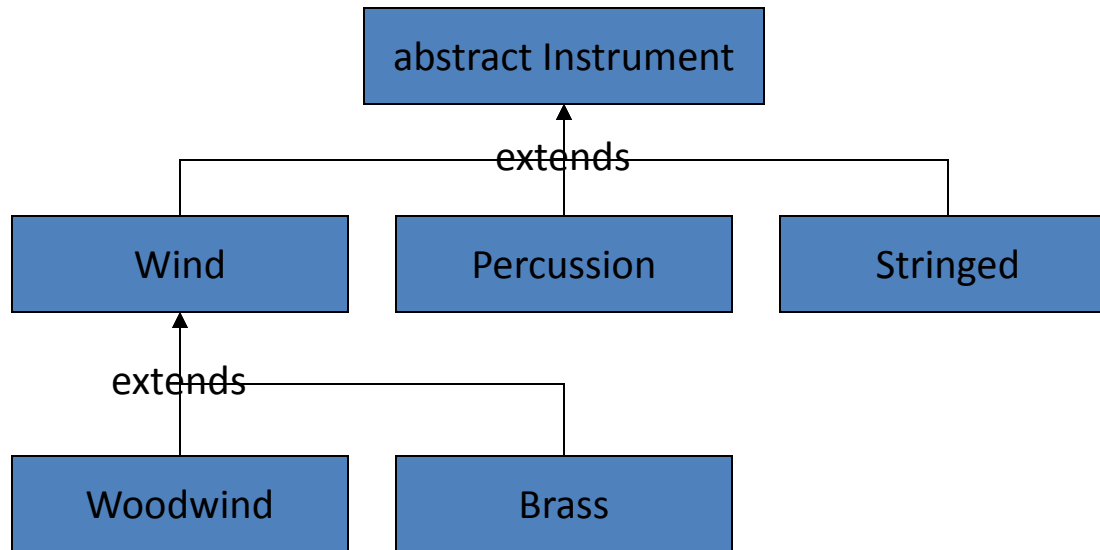 abstract Instrument
extends
Wind
Percussion
Stringed
extends
Woodwind
Brass